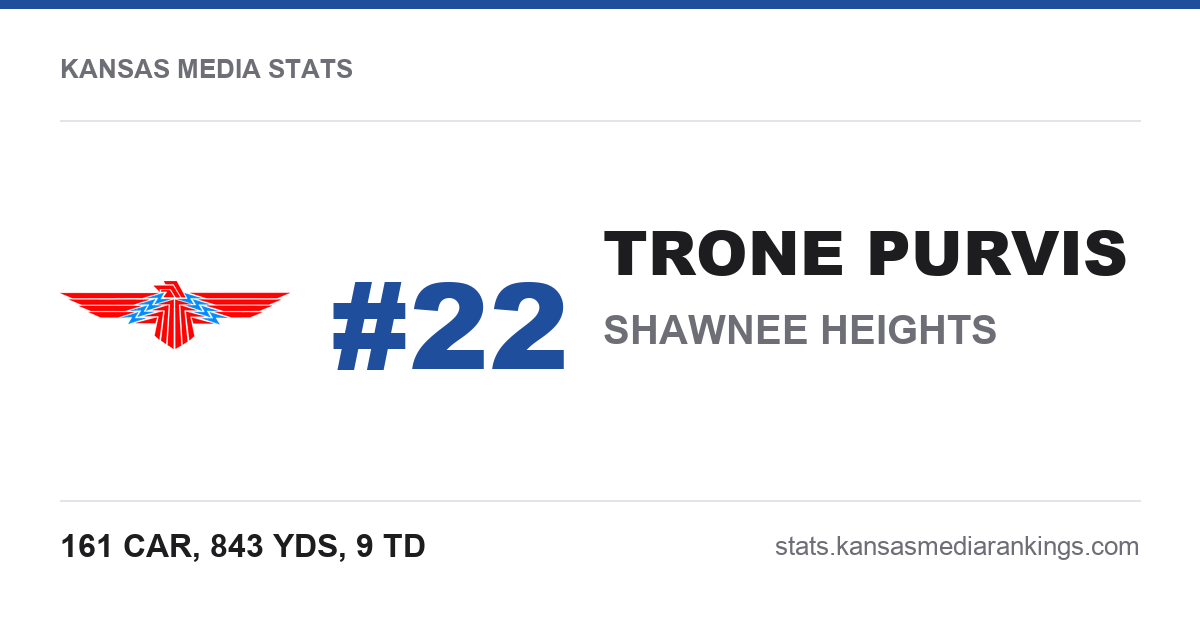 KANSAS MEDIA STATS
#22
TRONE PURVIS
SHAWNEE HEIGHTS
161 CAR, 843 YDS, 9 TD
stats.kansasmediarankings.com